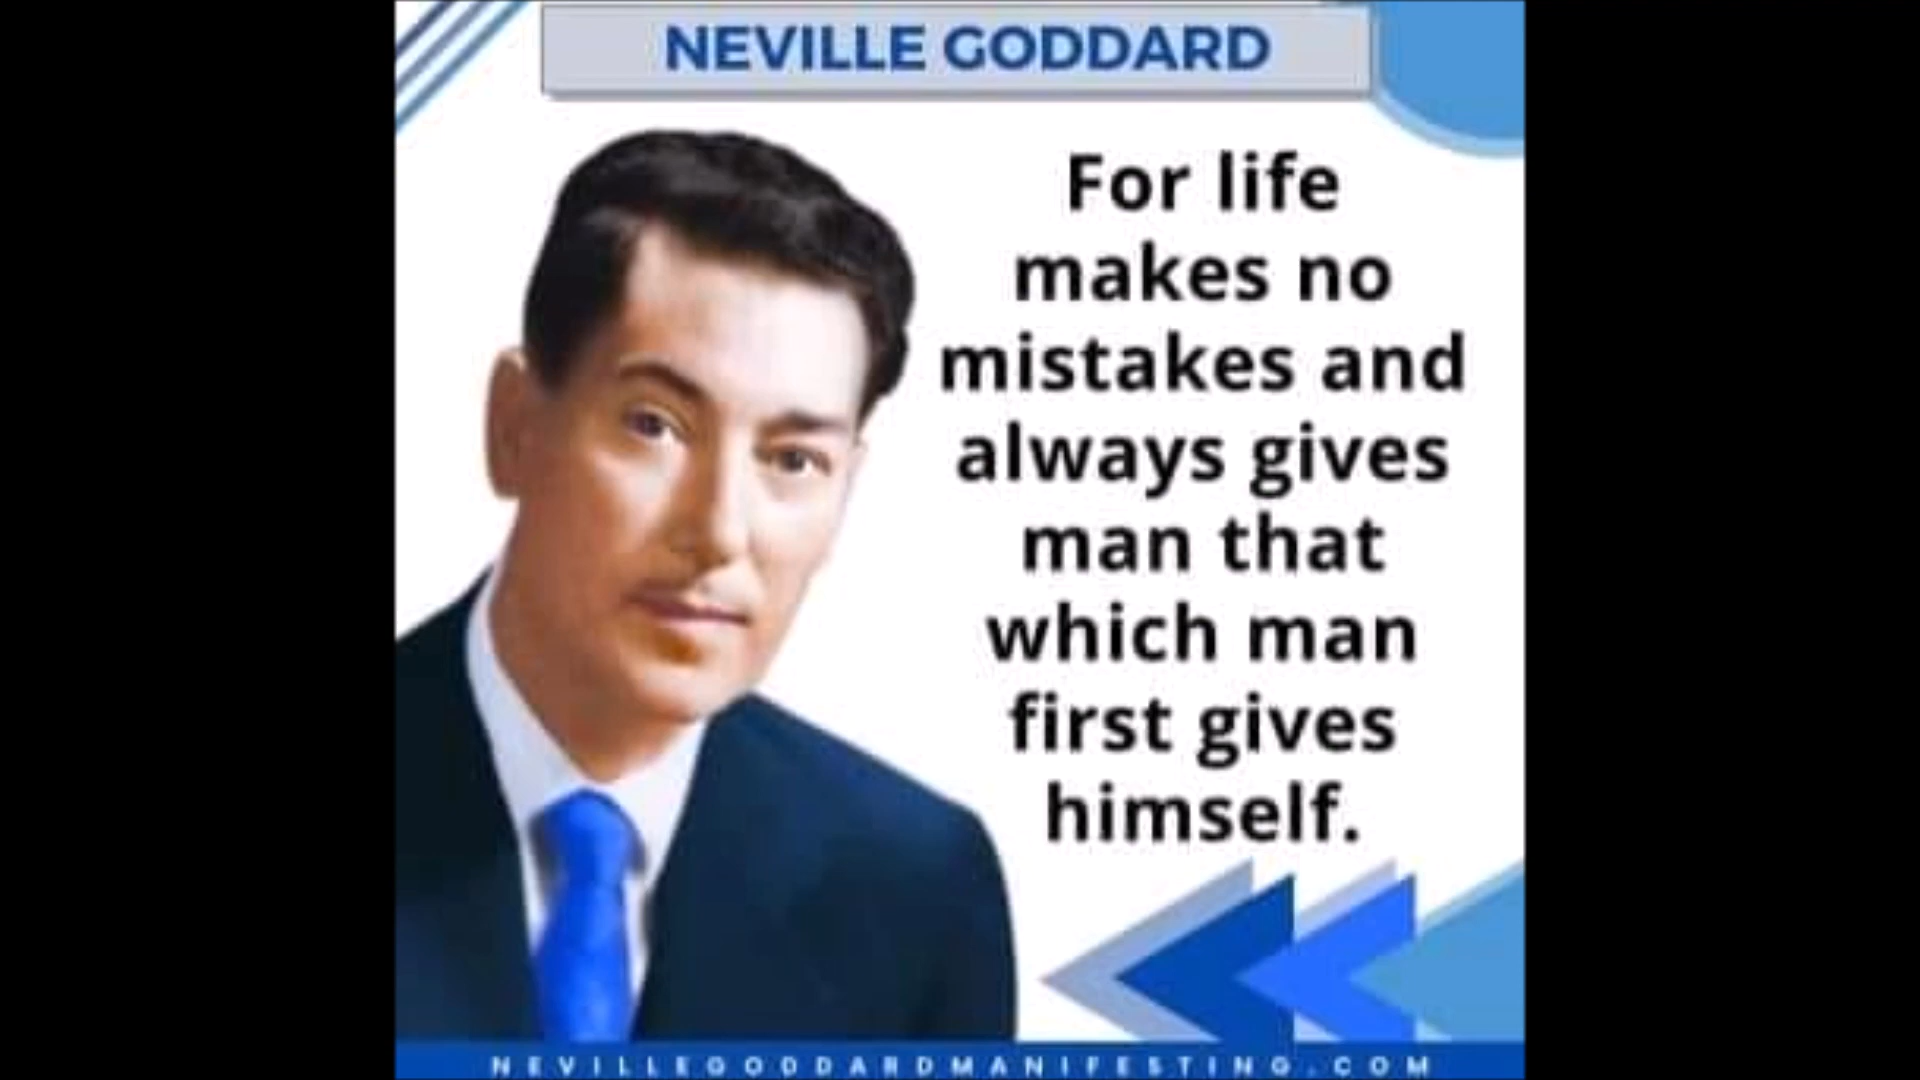 NEVILLE GODDARD
For life
makes no
mistakes and
always gives
man that
which man
first gives
himself.
NEVILLEGODDARDMANIFESTING.COM